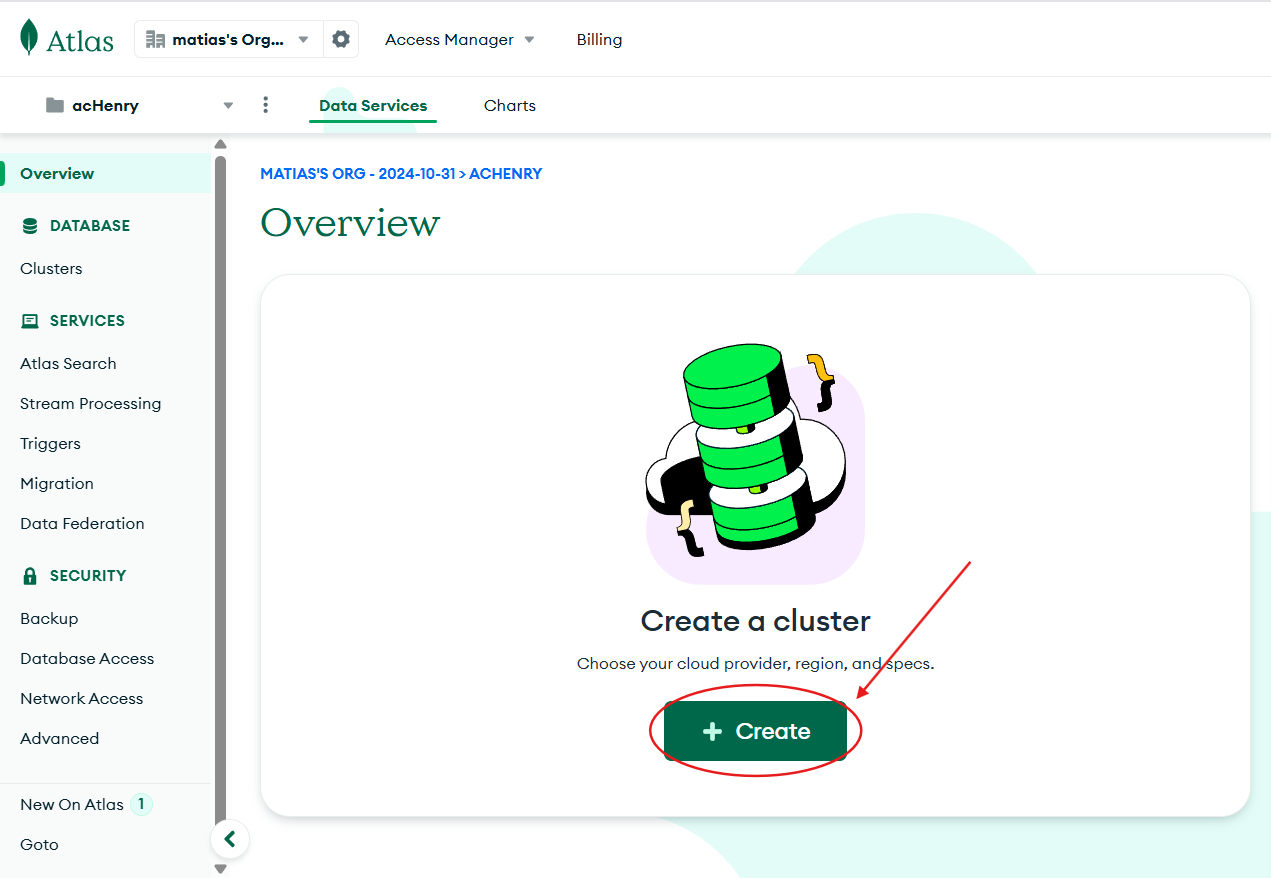 Atlas
matias's Org...
Access Manager
Billing
acHenry
Data Services
Charts
Overview
DATABASE
Clusters
SERVICES
Atlas Search
Stream Processing
Triggers
Migration
Data Federation
SECURITY
Backup
Database Access
Network Access
Advanced
New On Atlas 1
Goto
MATIAS'S ORG - 2024-10-31 > ACHENRY
Overview
Create a cluster
Choose your cloud provider, region, and specs.
+ Create